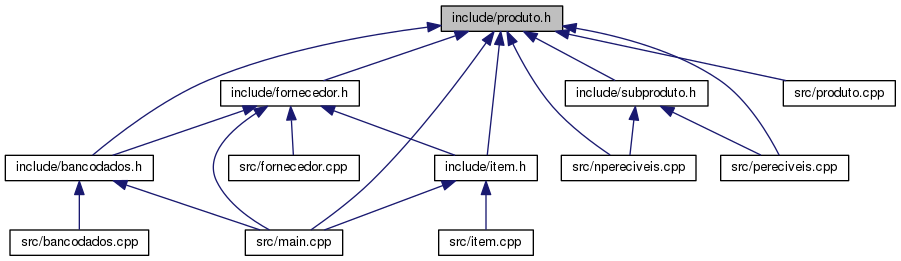 include/produto.h
include/fornecedor.h
include/subproduto.h
src/produto.cpp
include/bancodados.h
src/fornecedor.cpp
include/item.h
src/npereciveis.cpp
src/pereciveis.cpp
src/bancodados.cpp
src/main.cpp
src/item.cpp